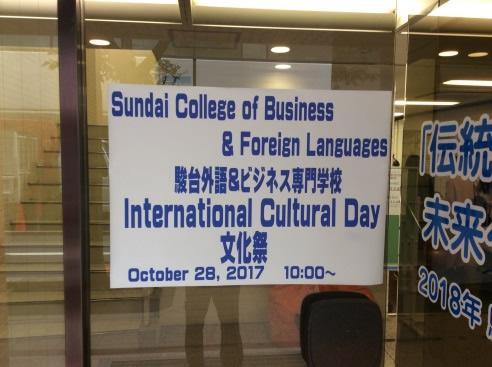 Sundai College of Business
& Foreign Languages
駿台外語&ビジネス専門学校
International Cultural Day
文化祭
October 28, 2017 10:00~
「伝統
未来へ
2018年